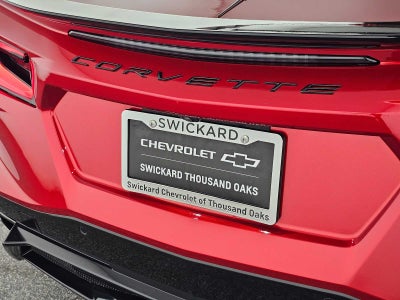 CORVETTE
SWICKARD
CHEVROLET
SWICKARD THOUSAND OAKS
Swickard Chevrolet of Thousand Oaks